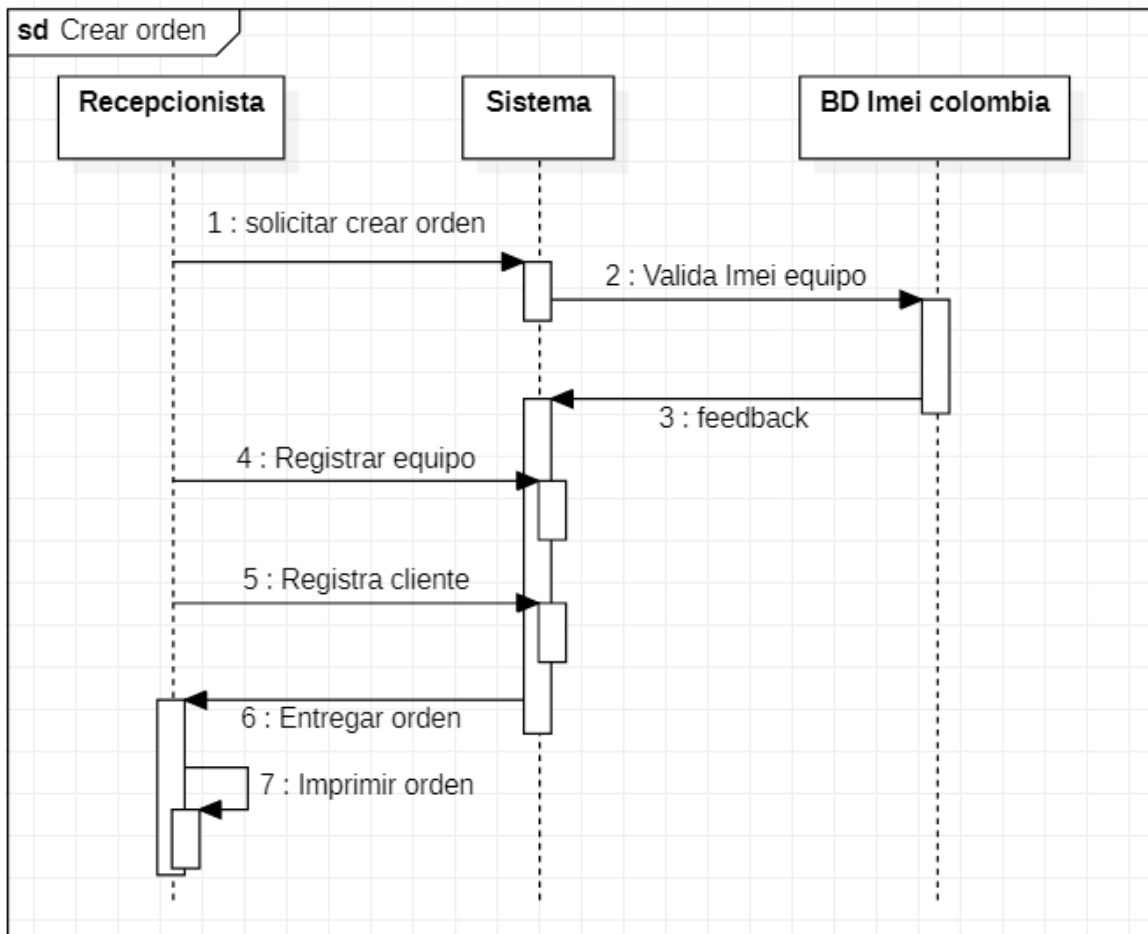 sd Crear orden
Recepcionista
Sistema
BD Imei colombia
1 : solicitar crear orden
2 : Valida Imei equipo
3 : feedback
4 : Registrar equipo
5 : Registra cliente
6 : Entregar orden
7 : Imprimir orden